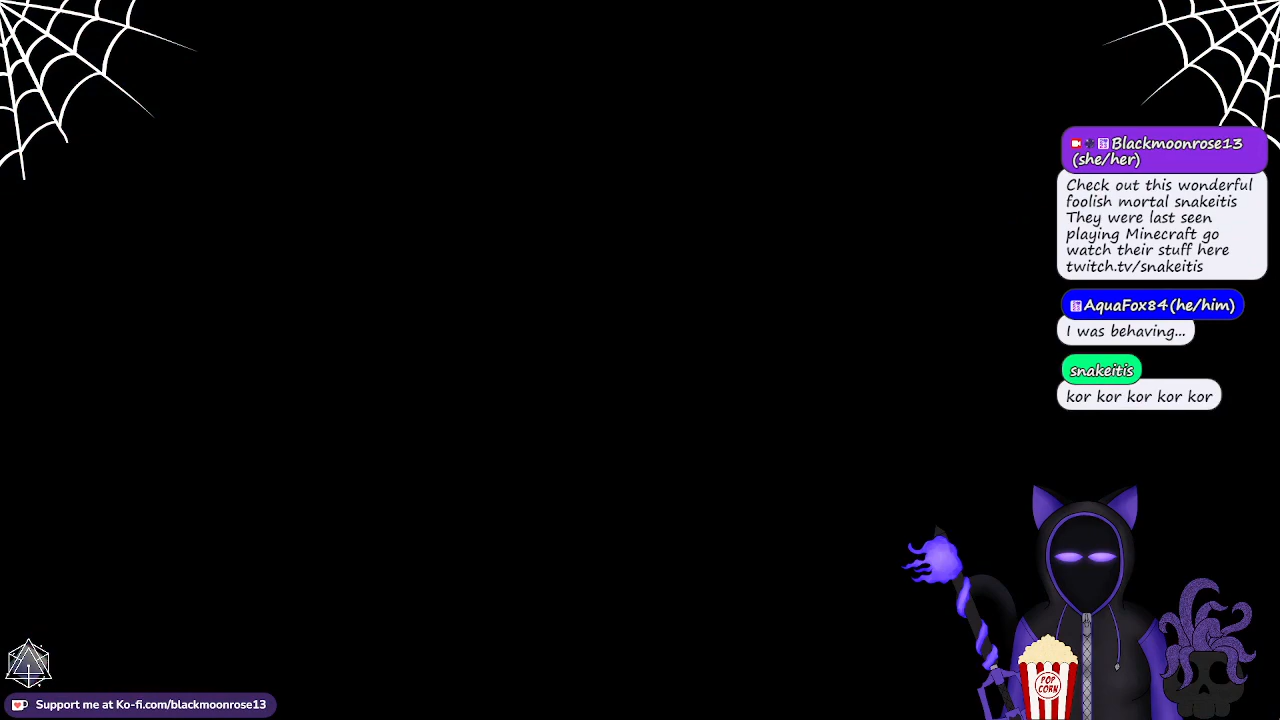 Blackmoonrose13
(she/her)
Check out this wonderful
foolish mortal snakeitis
They were last seen
playing Minecraft go
watch their stuff here
twitch.tv/snakeitis
AquaFox84(he/him)
I was behaving...
snakeitis
kor kor kor kor kor
POP
CORN
Support me at Ko-fi.com/blackmoonrose13